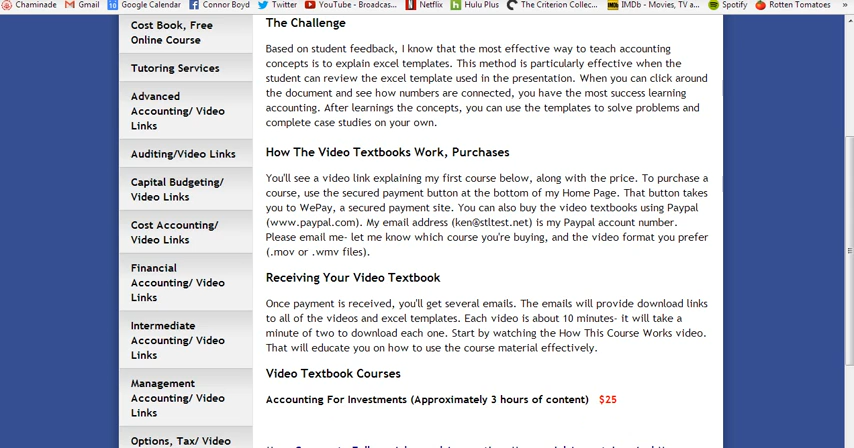 Chaminade
Gmail
Google Calendar
Connor Boyd
Twitter
YouTube - Broadcas...
Netflix
Hulu Plus
The Criterion Collec...
IMDb - Movies, TV a...
Spotify
Rotten Tomatoes
Cost Book, Free
Online Course
Tutoring Services
Advanced
Accounting/ Video
Links
Auditing/Video Links
Capital Budgeting/
Video Links
Cost Accounting/
Video Links
Financial
Accounting/ Video
Links
Intermediate
Accounting/ Video
Links
Management
Accounting/ Video
Links
Options, Tax/ Video
The Challenge
Based on student feedback, I know that the most effective way to teach accounting
concepts is to explain excel templates. This method is particularly effective when the
student can review the excel template used in the presentation. When you can click around
the document and see how numbers are connected, you have the most success learning
accounting. After learnings the concepts, you can use the templates to solve problems and
complete case studies on your own.
How The Video Textbooks Work, Purchases
You'll see a video link explaining my first course below, along with the price. To purchase a
course, use the secured payment button at the bottom of my Home Page. That button takes
you to WePay, a secured payment site. You can also buy the video textbooks using Paypal
(www.paypal.com). My email address (ken@stltest.net) is my Paypal account number.
Please email me- let me know which course you're buying, and the video format you prefer
(.mov or .wmv files).
Receiving Your Video Textbook
Once payment is received, you'll get several emails. The emails will provide download links
to all of the videos and excel templates. Each video is about 10 minutes- it will take a
minute of two to download each one. Start by watching the How This Course Works video.
That will educate you on how to use the course material effectively.
Video Textbook Courses
Accounting For Investments (Approximately 3 hours of content) $25